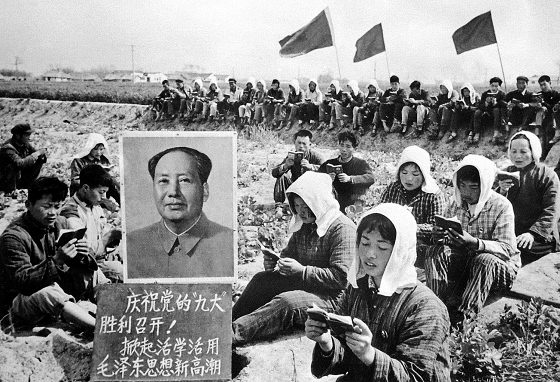 庆祝党的"九大"
胜利召开！
掀起活学活用
毛泽东思想新高潮